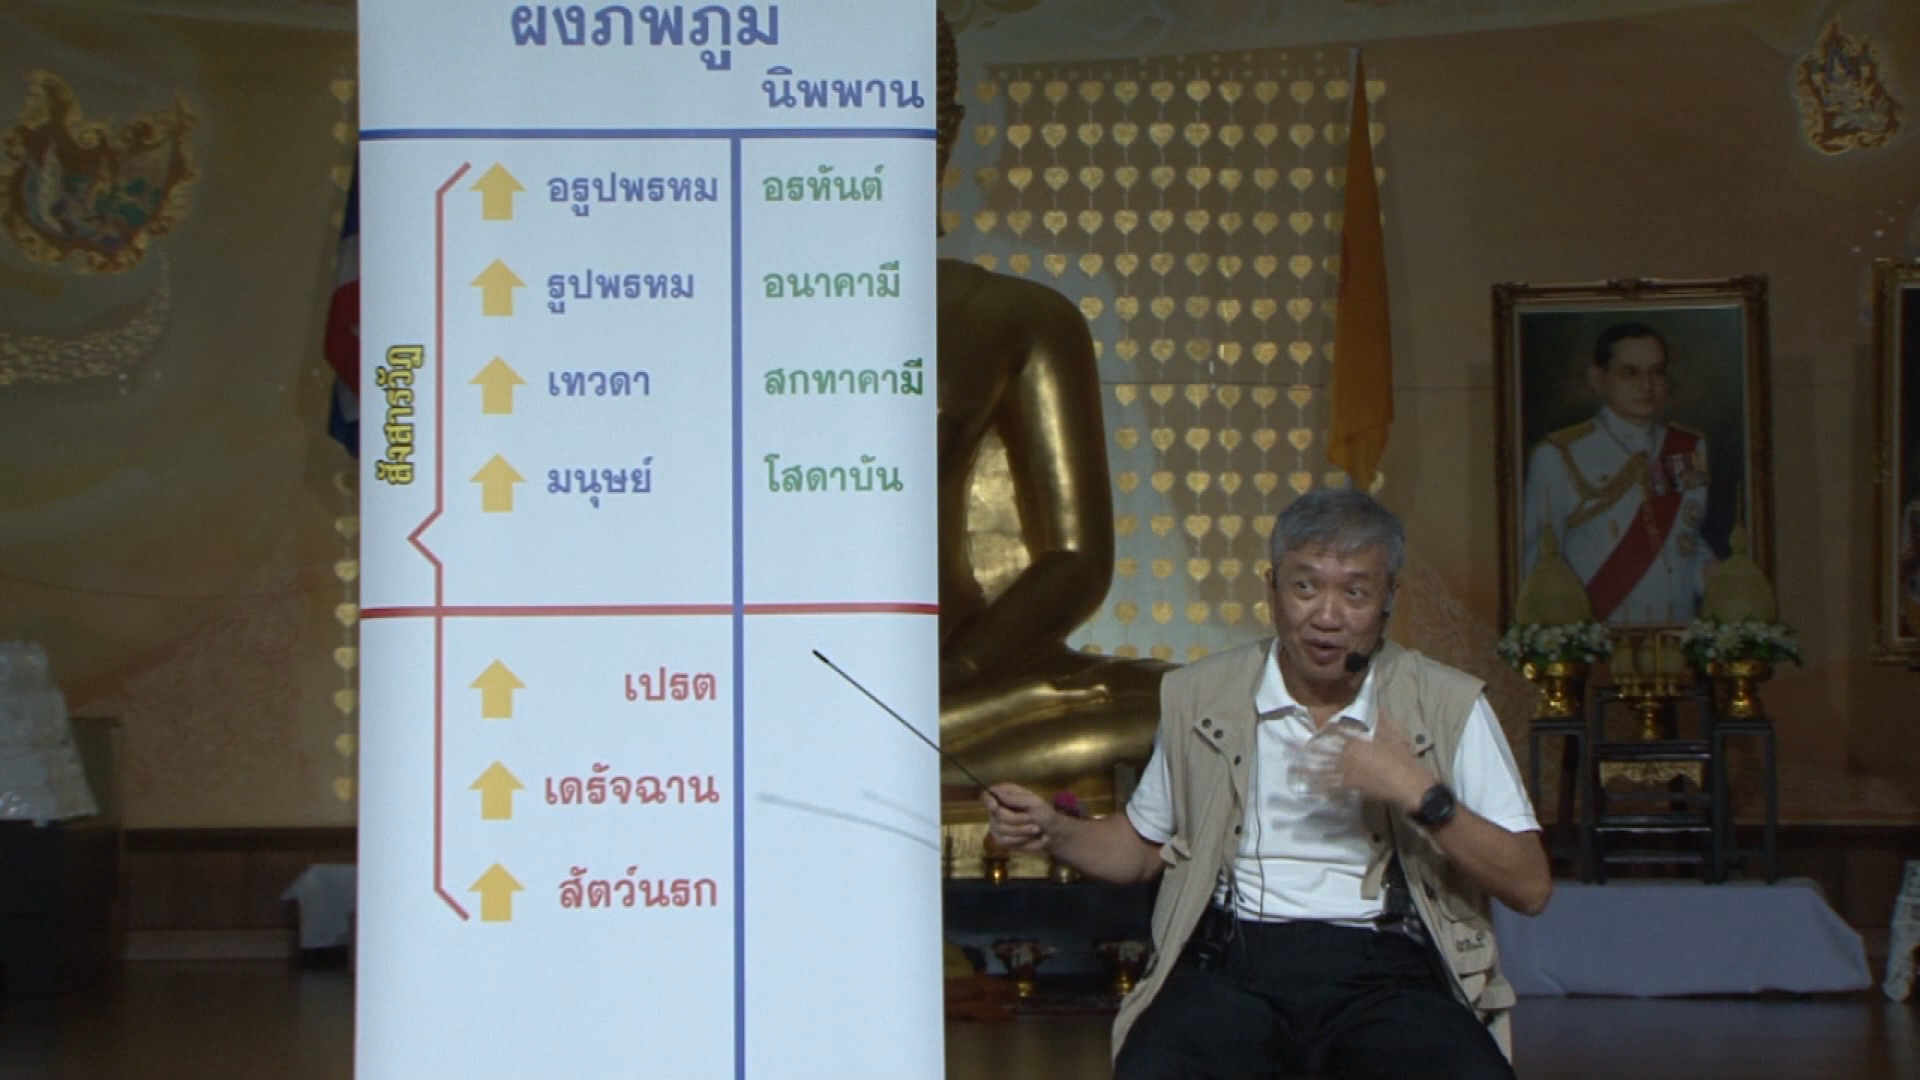 ผังภพภูมิ
นิพพาน
อรูปพรหม อรหันต์
รูปพรหม อนาคามี
เทวดา สกทาคามี
มนุษย์ โสดาบัน
สังสารวัฏ
เปรต
เดรัจฉาน
สัตว์นรก